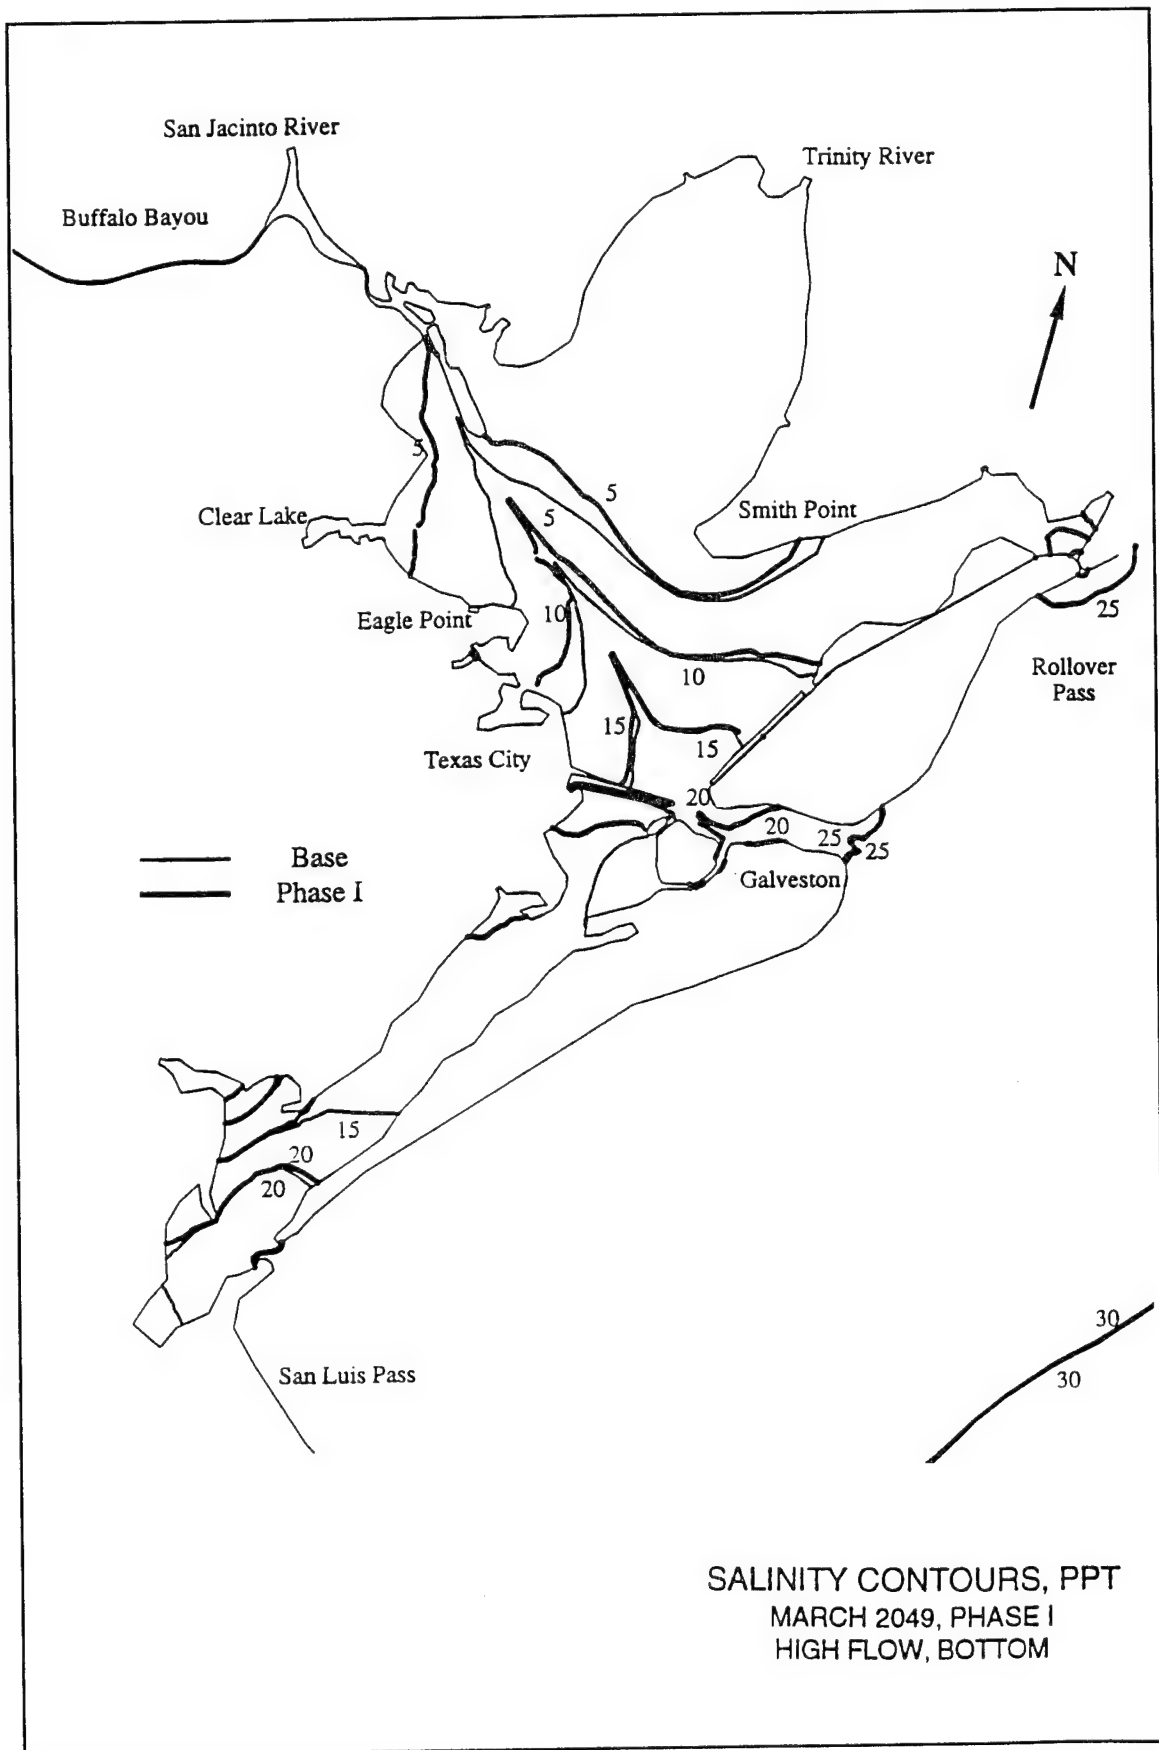 San Jacinto River
Trinity River
Buffalo Bayou
N
5
Clear Lake
5
5
Smith Point
10
Eagle Point
25
10
Rollover
Pass
15
15
Texas City
20
20
25
25
Base
Galveston
Phase I
15
20
20
30
San Luis Pass
30
SALINITY CONTOURS, PPT
MARCH 2049, PHASE I
HIGH FLOW, BOTTOM